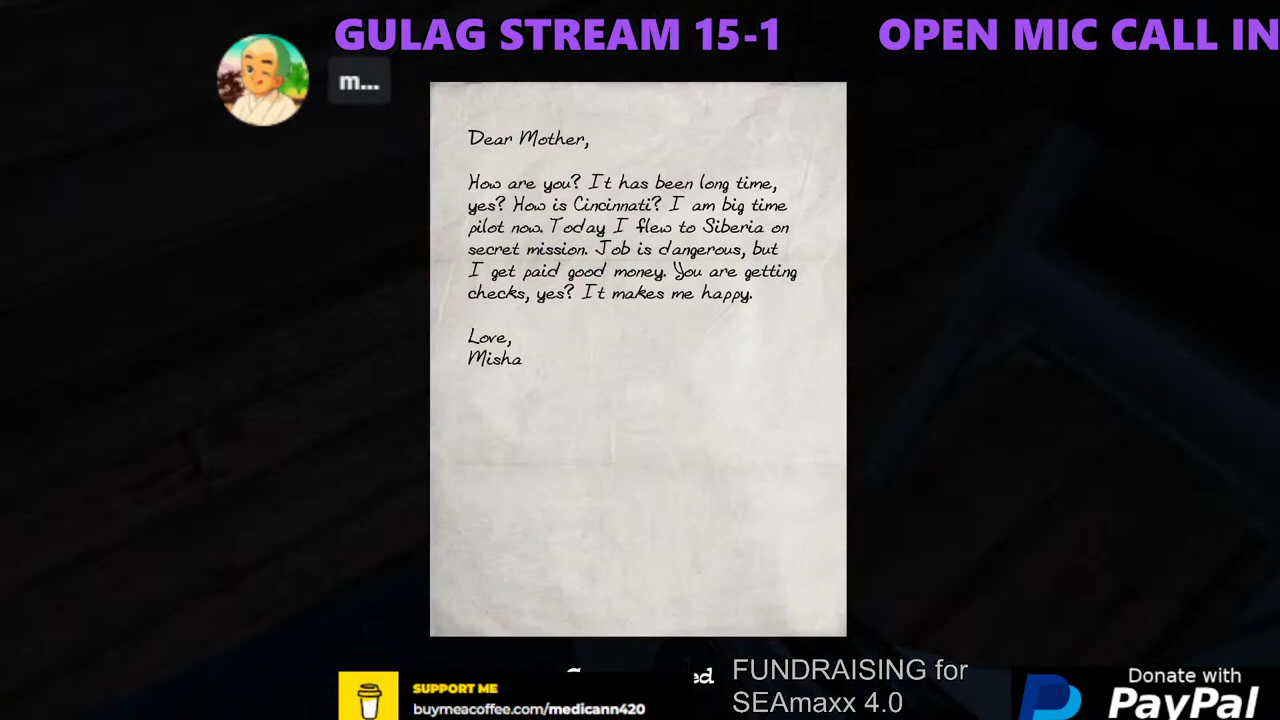 GULAG STREAM 15-1 OPEN MIC CALL IN
m...
Dear Mother,
How are you? It has been long time,
yes? How is Cincinnati? I am big time
pilot now. Today I flew to Siberia on
secret mission. Job is dangerous, but
I get paid good money. You are getting
checks, yes? It makes me happy.
Love,
Misha
SUPPORT ME
buymeacoffee.com/medicann420
FUNDRAISING for
SEAmaxx 4.0
Donate with
PayPal